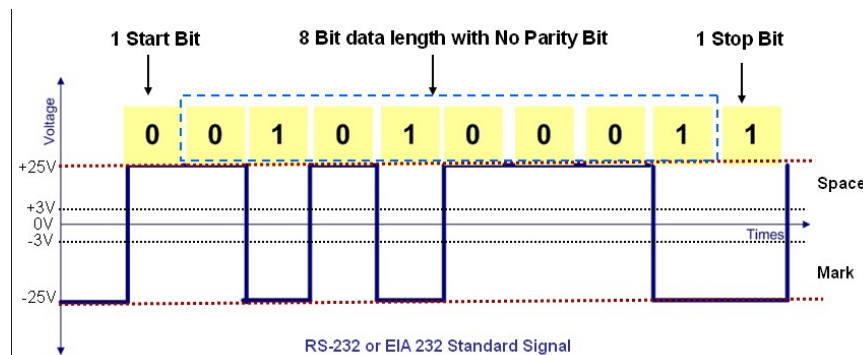 1 Start Bit 8 Bit data length with No Parity Bit 1 Stop Bit
Voltage
0 0 1 0 1 0 0 0 1 1
+25V
Space
+3V
0V
Times
-3V
Mark
-25V
RS-232 or EIA 232 Standard Signal